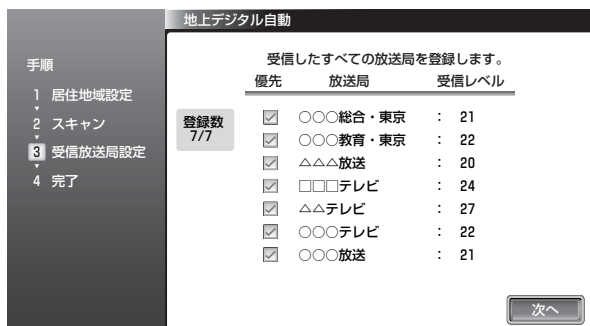 地上デジタル自動
手順
1 居住地域設定
2 スキャン
3 受信放送局設定
4 完了
受信したすべての放送局を登録します。
優先 放送局 受信レベル
登録数
7/7
○○○総合・東京 : 21
○○○教育・東京 : 22
△△△放送 : 20
□□□テレビ : 24
△△テレビ : 27
○○○テレビ : 22
○○○放送 : 21
次へ